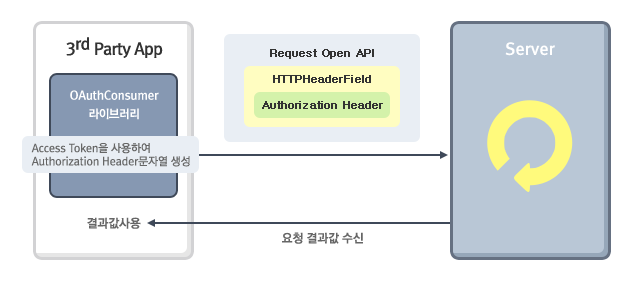 3rd Party App
OAuthConsumer
라이브러리
Access Token을 사용하여
Authorization Header문자열 생성
결과값사용
Request Open API
HTTPHeaderField
Authorization Header
요청 결과값 수신
Server